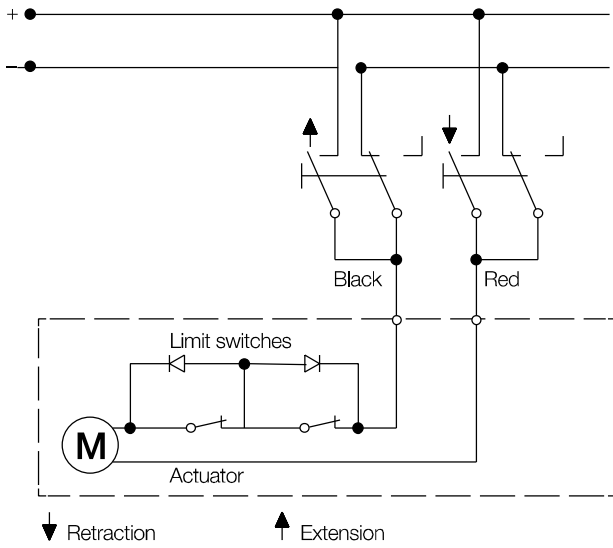 +
−
Black
Red
Limit switches
M
Actuator
Retraction
Extension